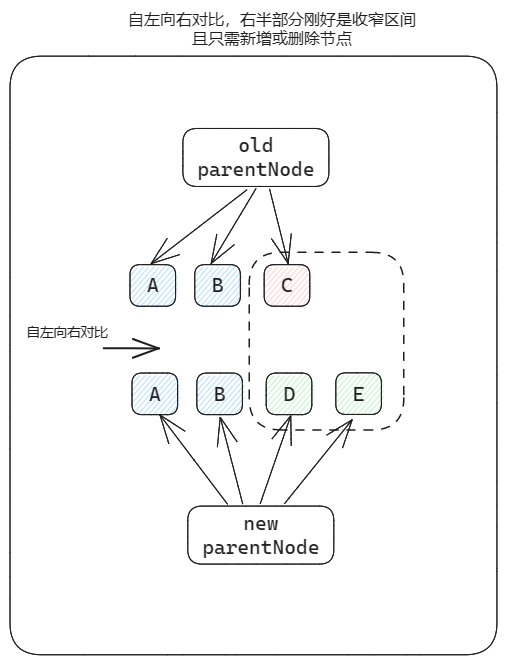 自左向右对比，右半部分刚好是收窄区间
且只需新增或删除节点
old
parentNode
A B C
自左向右对比
A B D E
new
parentNode